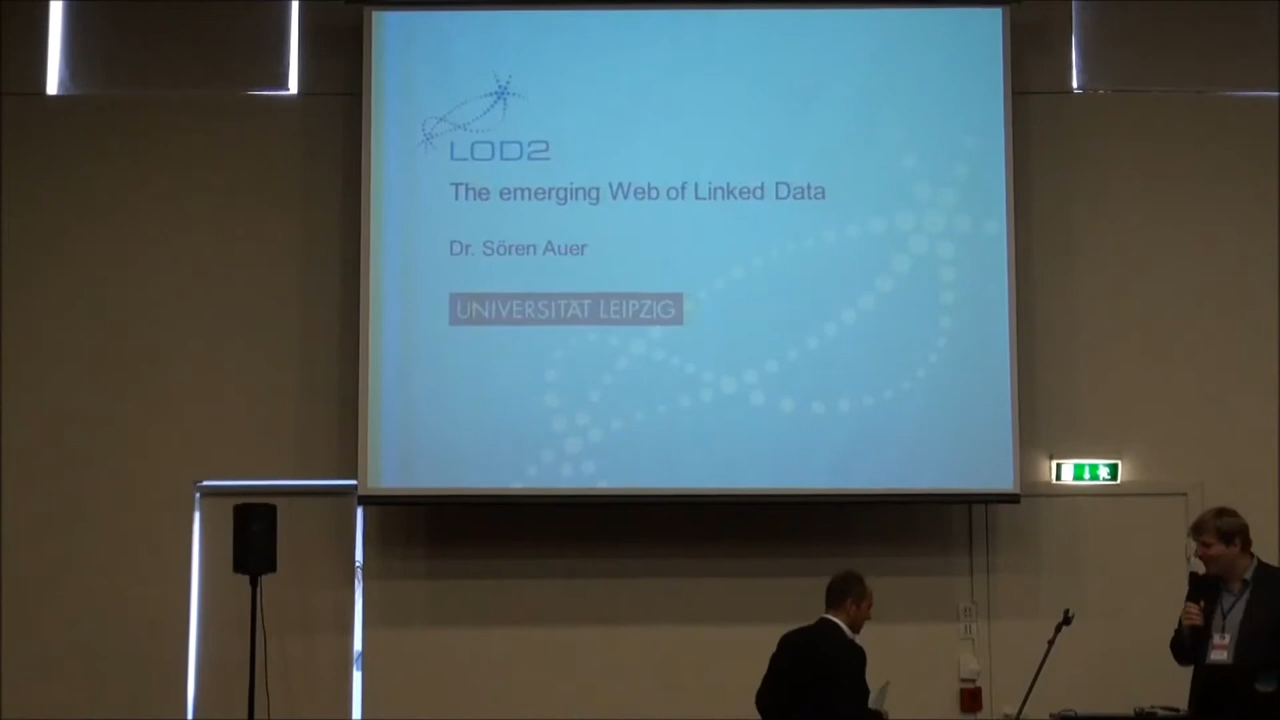 LOD2
The emerging Web of Linked Data
Dr. Sören Auer
UNIVERSITÄT LEIPZIG